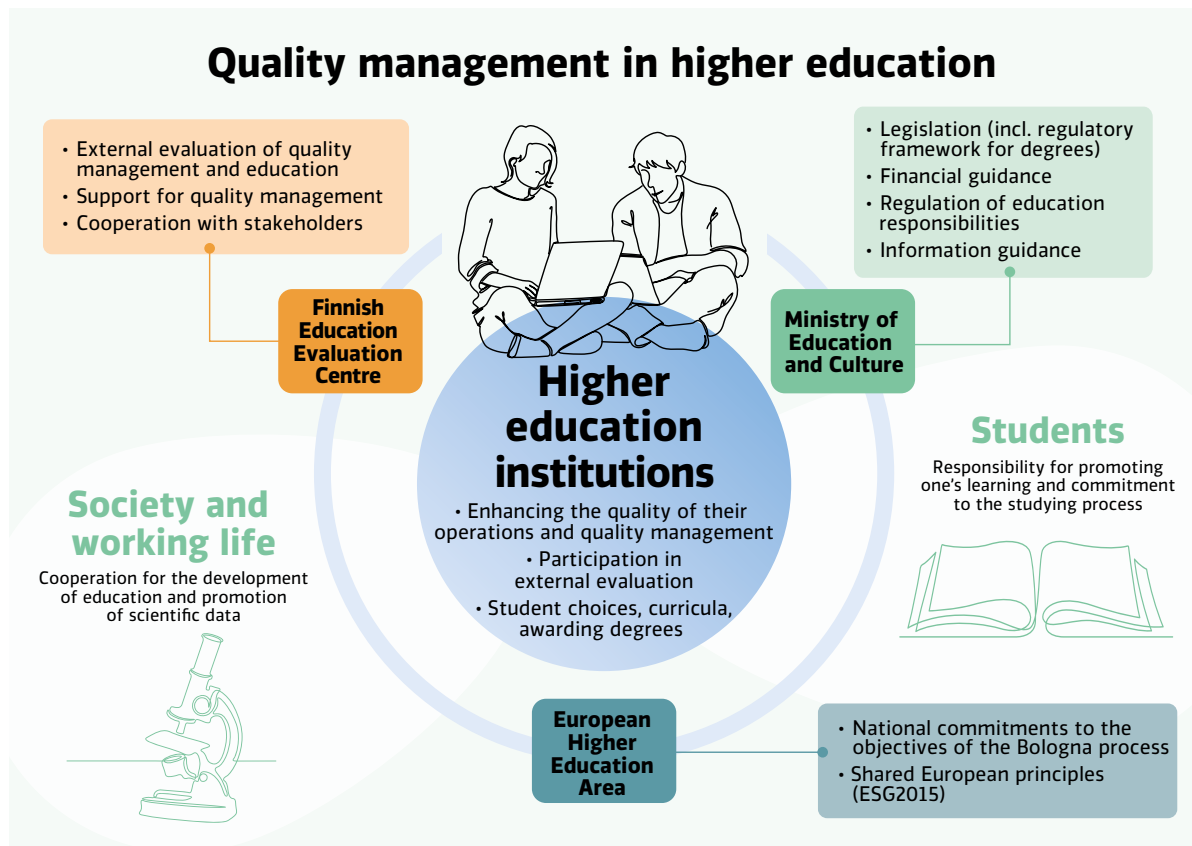 Quality management in higher education
• External evaluation of quality
management and education
• Support for quality management
• Cooperation with stakeholders
Finnish
Education
Evaluation
Centre
• Legislation (incl. regulatory
framework for degrees)
• Financial guidance
• Regulation of education
responsibilities
• Information guidance
Ministry of
Education
and Culture
Higher
education
institutions
• Enhancing the quality of their
operations and quality management
• Participation in
external evaluation
• Student choices, curricula,
awarding degrees
Students
Responsibility for promoting
one's learning and commitment
to the studying process
Society and
working life
Cooperation for the development
of education and promotion
of scientific data
European
Higher
Education
Area
• National commitments to the
objectives of the Bologna process
• Shared European principles
(ESG2015)